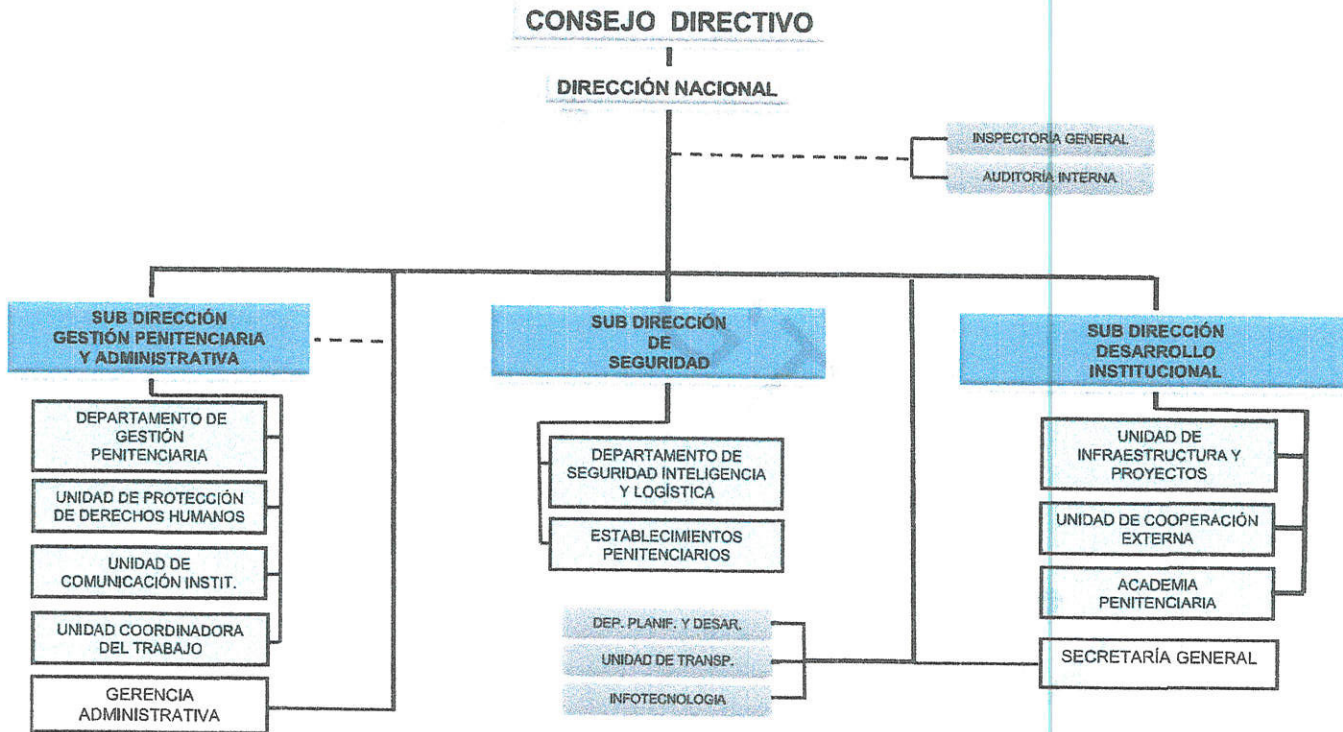 CONSEJO DIRECTIVO
DIRECCIÓN NACIONAL
INSPECTORÍA GENERAL
AUDITORÍA INTERNA
SUB DIRECCIÓN
GESTIÓN PENITENCIARIA
Y ADMINISTRATIVA
SUB DIRECCIÓN
DE
SEGURIDAD
SUB DIRECCIÓN
DESARROLLO
INSTITUCIONAL
DEPARTAMENTO DE
GESTIÓN
PENITENCIARIA
UNIDAD DE PROTECCIÓN
DE DERECHOS HUMANOS
UNIDAD DE
COMUNICACIÓN INSTIT.
UNIDAD COORDINADORA
DEL TRABAJO
GERENCIA
ADMINISTRATIVA
DEPARTAMENTO DE
SEGURIDAD INTELIGENCIA
Y LOGÍSTICA
ESTABLECIMIENTOS
PENITENCIARIOS
DEP. PLANIF. Y DESAR.
UNIDAD DE TRANSP.
INFOTECNOLOGIA
UNIDAD DE
INFRAESTRUCTURA Y
PROYECTOS
UNIDAD DE COOPERACIÓN
EXTERNA
ACADEMIA
PENITENCIARIA
SECRETARÍA GENERAL